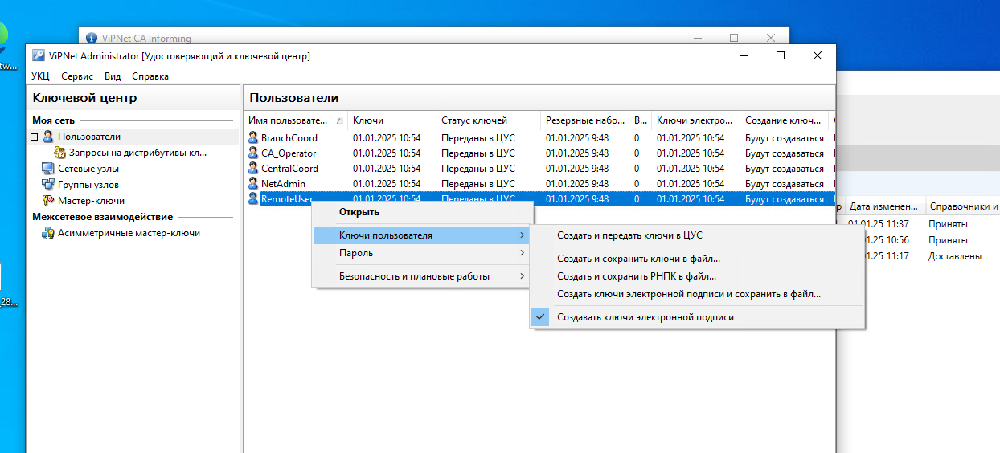 ViPNet CA Informing
ViPNet Administrator [Удостоверяющий и ключевой центр]
УКЦ Сервис Вид Справка
Ключевой центр
Моя сеть
Пользователи
Запросы на дистрибутивы кл...
Сетевые узлы
Группы узлов
Мастер-ключи
Межсетевое взаимодействие
Асимметричные мастер-ключи
Пользователи
Имя пользовате... Ключи Статус ключей Резервные набо... В... Ключи электро... Создание ключ...
BranchCoord 01.01.2025 10:54 Переданы в ЦУС 01.01.2025 9:48 0 01.01.2025 10:54 Будут создаваться
CA_Operator 01.01.2025 10:54 Переданы в ЦУС 01.01.2025 9:48 0 01.01.2025 10:54 Будут создаваться
CentralCoord 01.01.2025 10:54 Переданы в ЦУС 01.01.2025 9:48 0 01.01.2025 10:54 Будут создаваться
NetAdmin 01.01.2025 10:54 Переданы в ЦУС 01.01.2025 9:48 0 01.01.2025 10:54 Будут создаваться
RemoteUser 01.01.2025 10:54 Переданы в ЦУС 01.01.2025 9:48 0 01.01.2025 10:54 Будут создаваться
Открыть
Ключи пользователя
Пароль
Безопасность и плановые работы
Создать и передать ключи в ЦУС
Создать и сохранить ключи в файл...
Создать и сохранить РНПК в файл...
Создать ключи электронной подписи и сохранить в файл...
Создавать ключи электронной подписи
р Дата изменен... Справочники и
01.01.25 11:37 Приняты
.01.25 10:56 Приняты
.01.25 11:17 Доставлены
tw...
_28...